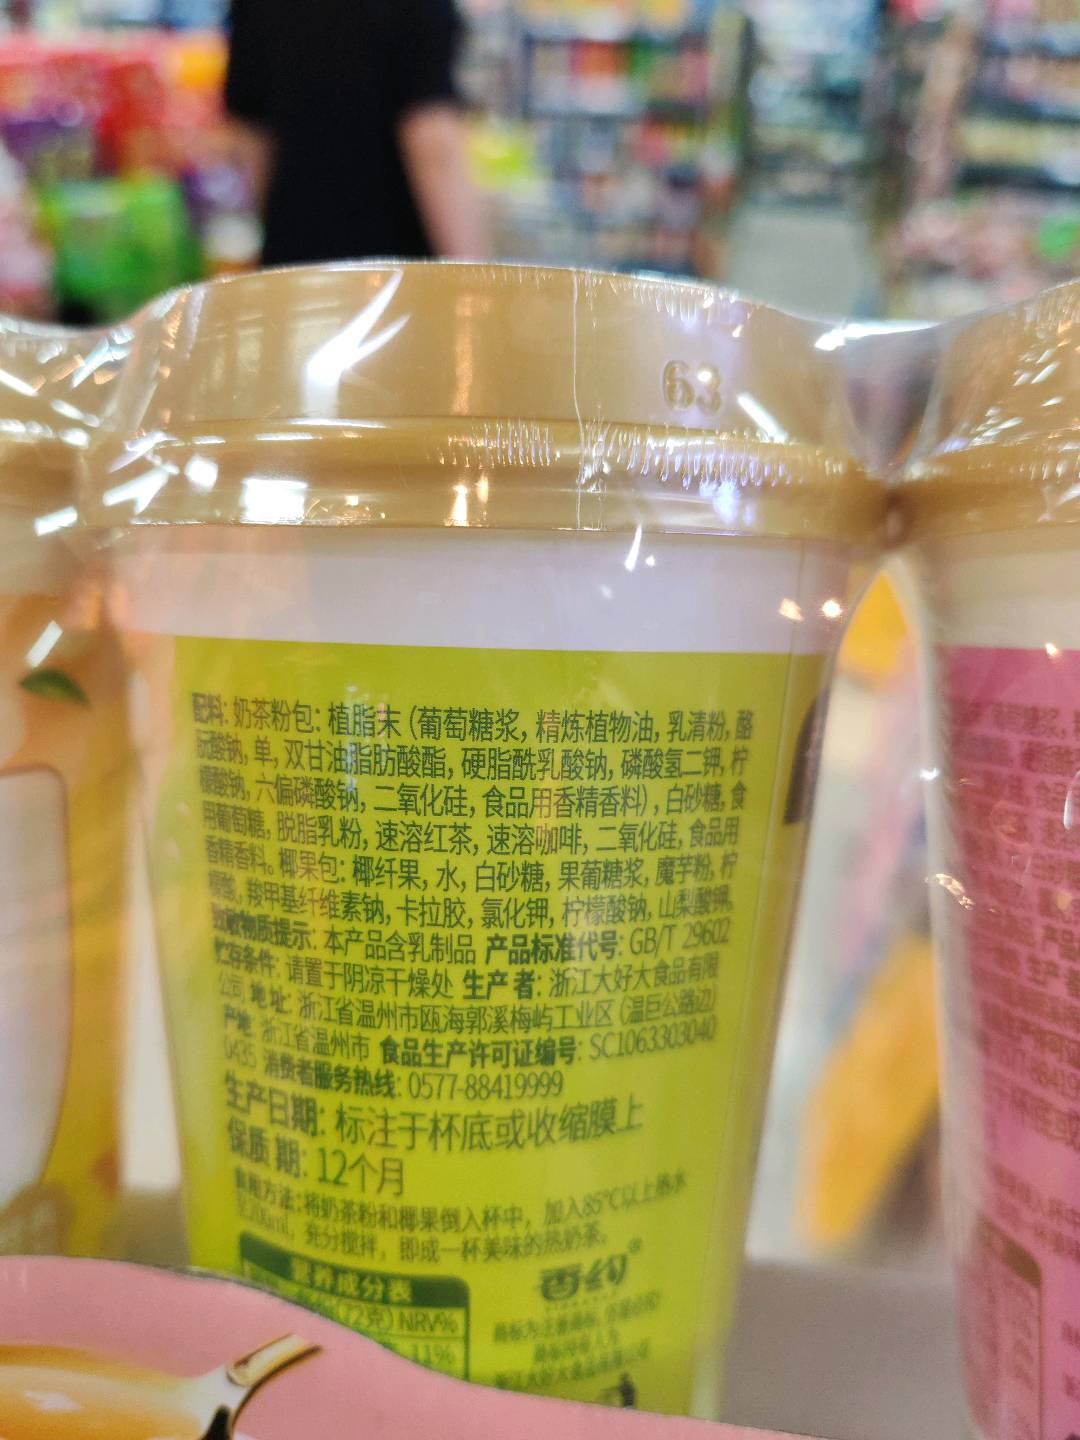 63
配料: 奶茶粉包: 植脂末 (葡萄糖浆, 精炼植物油, 乳清粉, 酪
朊酸钠, 单, 双甘油脂肪酸酯, 硬脂酰乳酸钠, 磷酸氢二钾, 柠
檬酸钠, 六偏磷酸钠, 二氧化硅, 食品用香精香料), 白砂糖, 食
用葡萄糖, 脱脂乳粉, 速溶红茶, 速溶咖啡, 二氧化硅, 食品用
香精香料。椰果包: 椰纤果, 水, 白砂糖, 果葡糖浆, 魔芋粉, 柠
檬酸, 羧甲基纤维素钠, 卡拉胶, 氯化钾, 柠檬酸钠, 山梨酸钾,
致敏物质提示: 本产品含乳制品 产品标准代号: GB/T 29602
贮存条件: 请置于阴凉干燥处 生产者: 浙江大好大食品有限
公司 地址: 浙江省温州市瓯海郭溪梅屿工业区 (温巨公路边)
产地: 浙江省温州市 食品生产许可证编号: SC1063303040
0435 消费者服务热线: 0577-88419999
生产日期: 标注于杯底或收缩膜上
保质期: 12个月
食用方法: 将奶茶粉和椰果倒入杯中, 加入85℃以上热水
充分搅拌, 即成一杯美味的热奶茶。
营养成分表
(72克) NRV%
11%